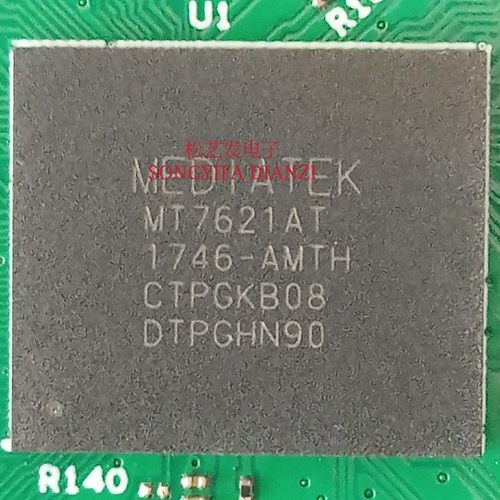 U1
松艺发电子
MEDIATEK
SONGYIFA DIANZI
MT7621AT
1746-AMTH
CTPGKB08
DTPGHN90
R140